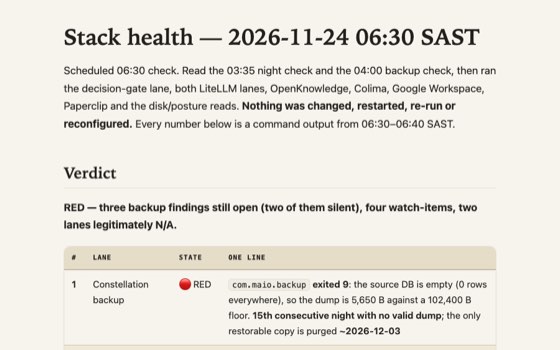 Stack health — 2026-11-24 06:30 SAST
Scheduled 06:30 check. Read the 03:35 night check and the 04:00 backup check, then ran
the decision-gate lane, both LiteLLM lanes, OpenKnowledge, Colima, Google Workspace,
Paperclip and the disk/posture reads. Nothing was changed, restarted, re-run or
reconfigured. Every number below is a command output from 06:30–06:40 SAST.
Verdict
RED — three backup findings still open (two of them silent), four watch-items, two
lanes legitimately N/A.
# LANE STATE ONE LINE
1 Constellation 🔴 RED com.maio.backup exited 9: the source DB is empty (0 rows
backup everywhere), so the dump is 5,650 B against a 102,400 B
floor. 15th consecutive night with no valid dump; the only
restorable copy is purged ~2026-12-03